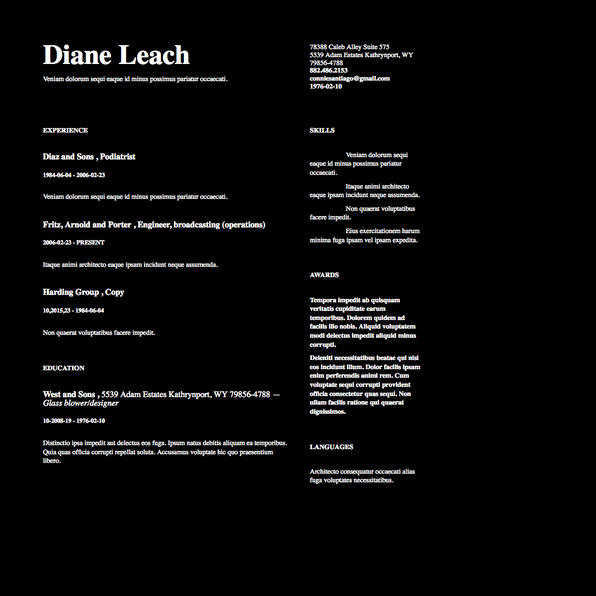 Diane Leach
Veniam dolorum sequi eaque id minus possimus pariatur occaecati.
78388 Caleb Alley Suite 575
5539 Adam Estates Kathrynport, WY
79856-4788
882.486.2153
conniesantiago@gmail.com
1976-02-10
EXPERIENCE
Diaz and Sons , Podiatrist
1984-06-04 - 2006-02-23
Veniam dolorum sequi eaque id minus possimus pariatur occaecati.
Fritz, Arnold and Porter , Engineer, broadcasting (operations)
2006-02-23 - PRESENT
Itaque animi architecto eaque ipsam incidunt neque assumenda.
Harding Group , Copy
10,2015,23 - 1984-06-04
Non quaerat voluptatibus facere impedit.
EDUCATION
West and Sons , 5539 Adam Estates Kathrynport, WY 79856-4788 —
Glass blower/designer
10-2008-19 - 1976-02-10
Distinctio ipsa impedit aut delectus eos fuga. Ipsum natus debitis aliquam ea temporibus.
Quia quas officia corrupti repellat soluta. Accusamus voluptate hic quo praesentium
libero.
SKILLS
Veniam dolorum sequi
eaque id minus possimus pariatur
occaecati.
Itaque animi architecto
eaque ipsam incidunt neque assumenda.
Non quaerat voluptatibus
facere impedit.
Eius exercitationem harum
minima fuga ipsam vel ipsam expedita.
AWARDS
Tempora impedit ab quisquam
veritatis cupiditate earum
temporibus. Dolorem quidem ad
facilis illo nobis. Aliquid voluptatem
modi delectus impedit aliquid minus
corrupti.
Deleniti necessitatibus beatae qui nisi
eos incidunt illum. Dolor facilis ipsam
enim perferendis animi rem. Cum
voluptate sequi corrupti provident
officia consectetur quas sequi. Non
ullam facilis ratione qui quaerat
dignissimos.
LANGUAGES
Architecto consequatur occaecati alias
fuga voluptates necessitatibus.